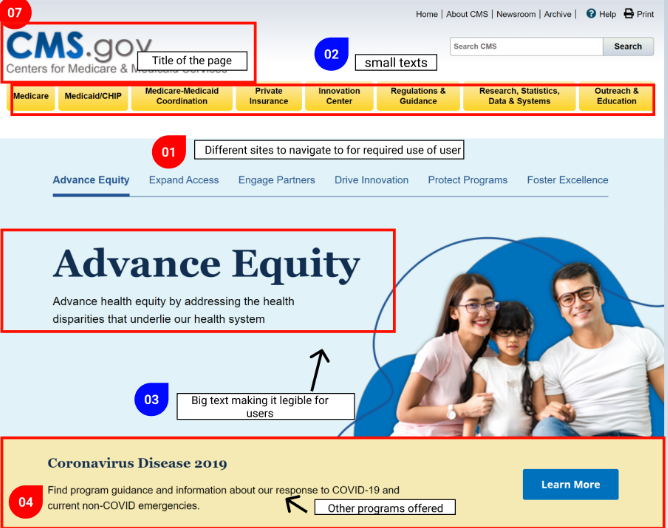 07
Home | About CMS | Newsroom | Archive | Help Print
CMS.gov
Centers for Medicare & Medicaid Services
Title of the page
02
small texts
Search CMS
Search
Medicare
Medicaid/CHIP
Medicare-Medicaid
Coordination
Private
Insurance
Innovation
Center
Regulations &
Guidance
Research, Statistics,
Data & Systems
Outreach &
Education
01
Different sites to navigate to for required use of user
Advance Equity Expand Access Engage Partners Drive Innovation Protect Programs Foster Excellence
Advance Equity
Advance health equity by addressing the health
disparities that underlie our health system
03
Big text making it legible for
users
Coronavirus Disease 2019
04
Find program guidance and information about our response to COVID-19 and
current non-COVID emergencies.
Learn More
Other programs offered